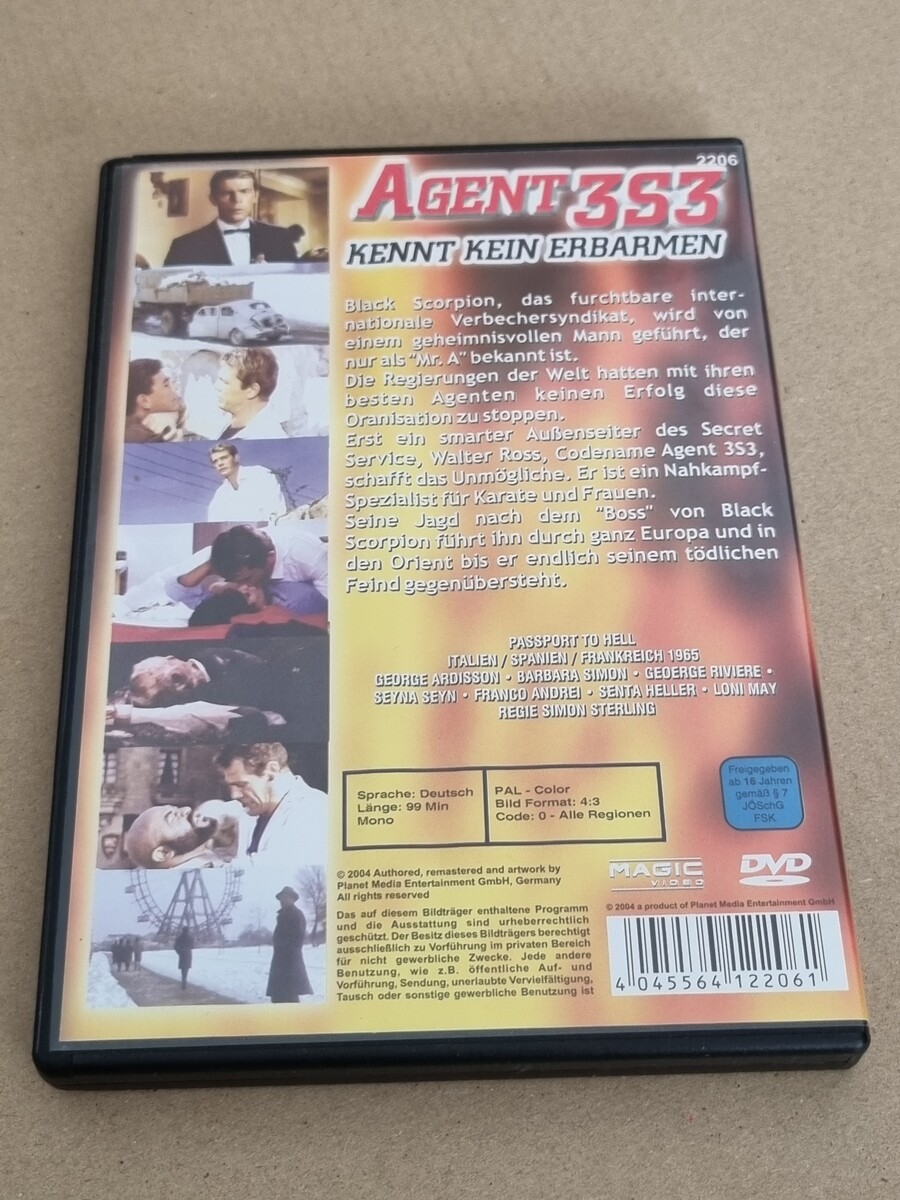 2206
AGENT 3S3
KENNT KEIN ERBARMEN
Black Scorpion, das furchtbare inter-
nationale Verbechersyndikat, wird von
einem geheimnisvollen Mann geführt, der
nur als "Mr. A" bekannt ist.
Die Regierungen der Welt hatten mit ihren
besten Agenten keinen Erfolg diese
Oranisation zu stoppen.
Erst ein smarter Außenseiter des Secret
Service, Walter Ross, Codename Agent 3S3,
schafft das Unmögliche. Er ist ein Nahkampf-
Spezialist für Karate und Frauen.
Seine Jagd nach dem "Boss" von Black
Scorpion führt ihn durch ganz Europa und in
den Orient bis er endlich seinem tödlichen
Feind gegenübersteht.
PASSPORT TO HELL
ITALIEN / SPANIEN / FRANKREICH 1965
GEORGE ARDISSON • BARBARA SIMON • GEOERGE RIVIERE •
SEYNA SEYN • FRANCO ANDREI • SENTA HELLER • LONI MAY
REGIE SIMON STERLING
Sprache: Deutsch
Länge: 99 Min
Mono
PAL - Color
Bild Format: 4:3
Code: 0 - Alle Regionen
Freigegeben
ab 16 Jahren
gemäß § 7
JÖSchG
FSK
© 2004 Authored, remastered and artwork by
Planet Media Entertainment GmbH, Germany
All rights reserved
Das auf diesem Bildträger enthaltene Programm
und die Ausstattung sind urheberrechtlich
geschützt. Der Besitz dieses Bildträgers berechtigt
ausschließlich zu Vorführung im privaten Bereich
für nicht gewerbliche Zwecke. Jede andere
Benutzung, wie z.B. öffentliche Auf- und
Vorführung, Sendung, unerlaubte Vervielfältigung,
Tausch oder sonstige gewerbliche Benutzung ist
MAGIC
VIDEO
DVD
© 2004 a product of Planet Media Entertainment GmbH
4 045564 122061